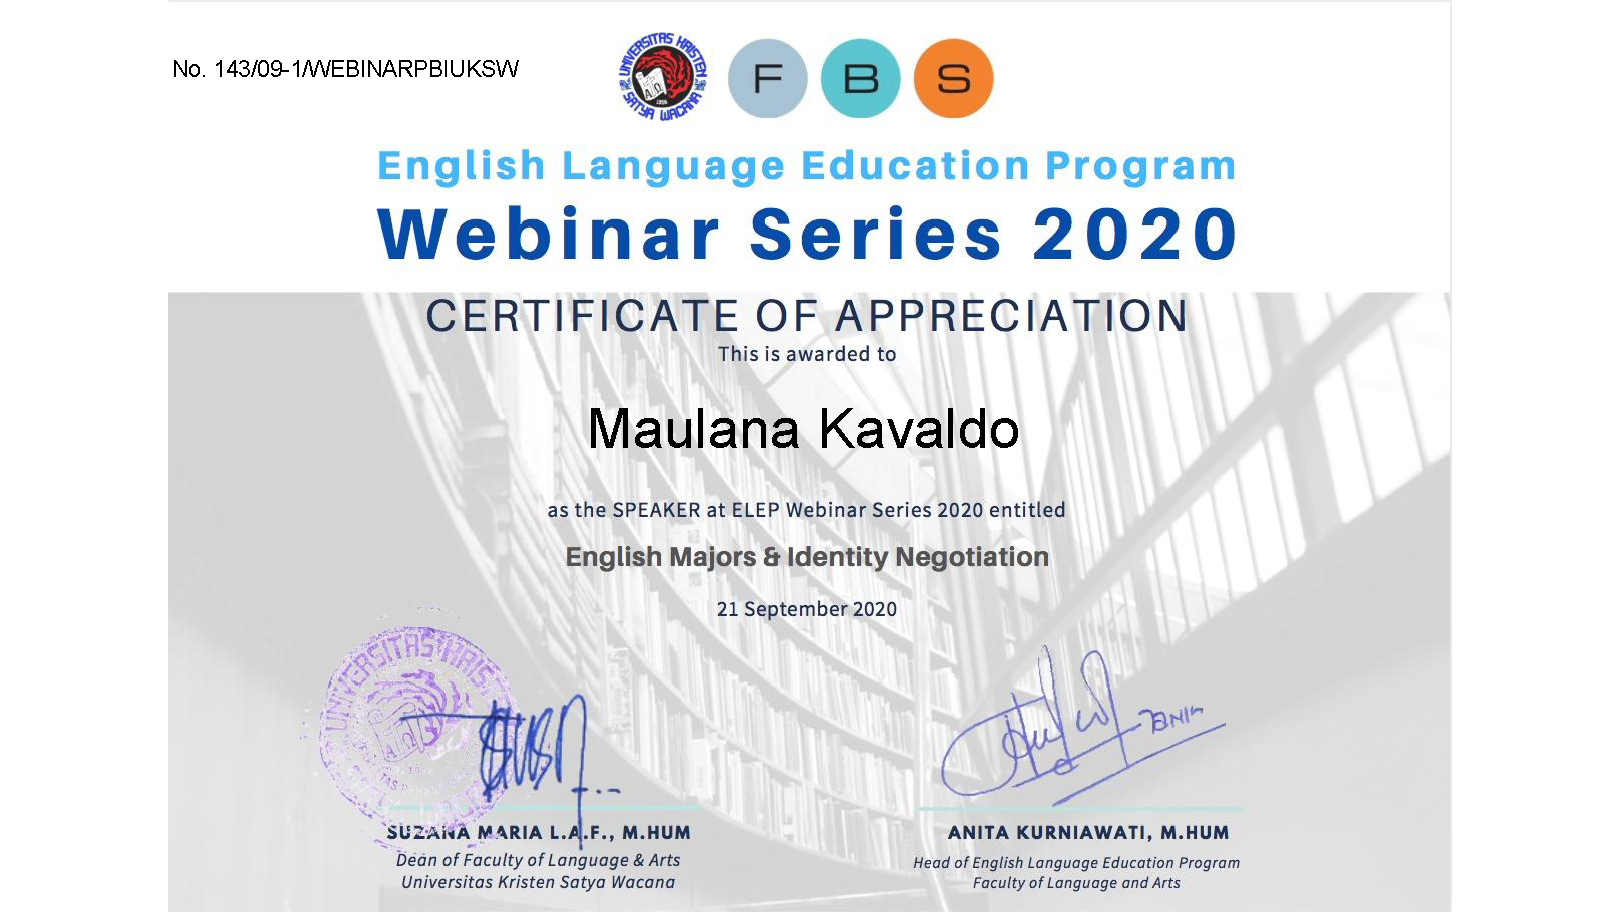 No. 143/09-1/WEBINARPBIUKSW
UNIVERSITAS KRISTEN
SATYA WACANA
1956
F B S
English Language Education Program
Webinar Series 2020
CERTIFICATE OF APPRECIATION
This is awarded to
Maulana Kavaldo
as the SPEAKER at ELEP Webinar Series 2020 entitled
English Majors & Identity Negotiation
21 September 2020
UNIVERSITAS KRISTE
SUZANA MARIA L.A.F., M.HUM
Dean of Faculty of Language & Arts
Universitas Kristen Satya Wacana
ANITA KURNIAWATI, M.HUM
Head of English Language Education Program
Faculty of Language and Arts